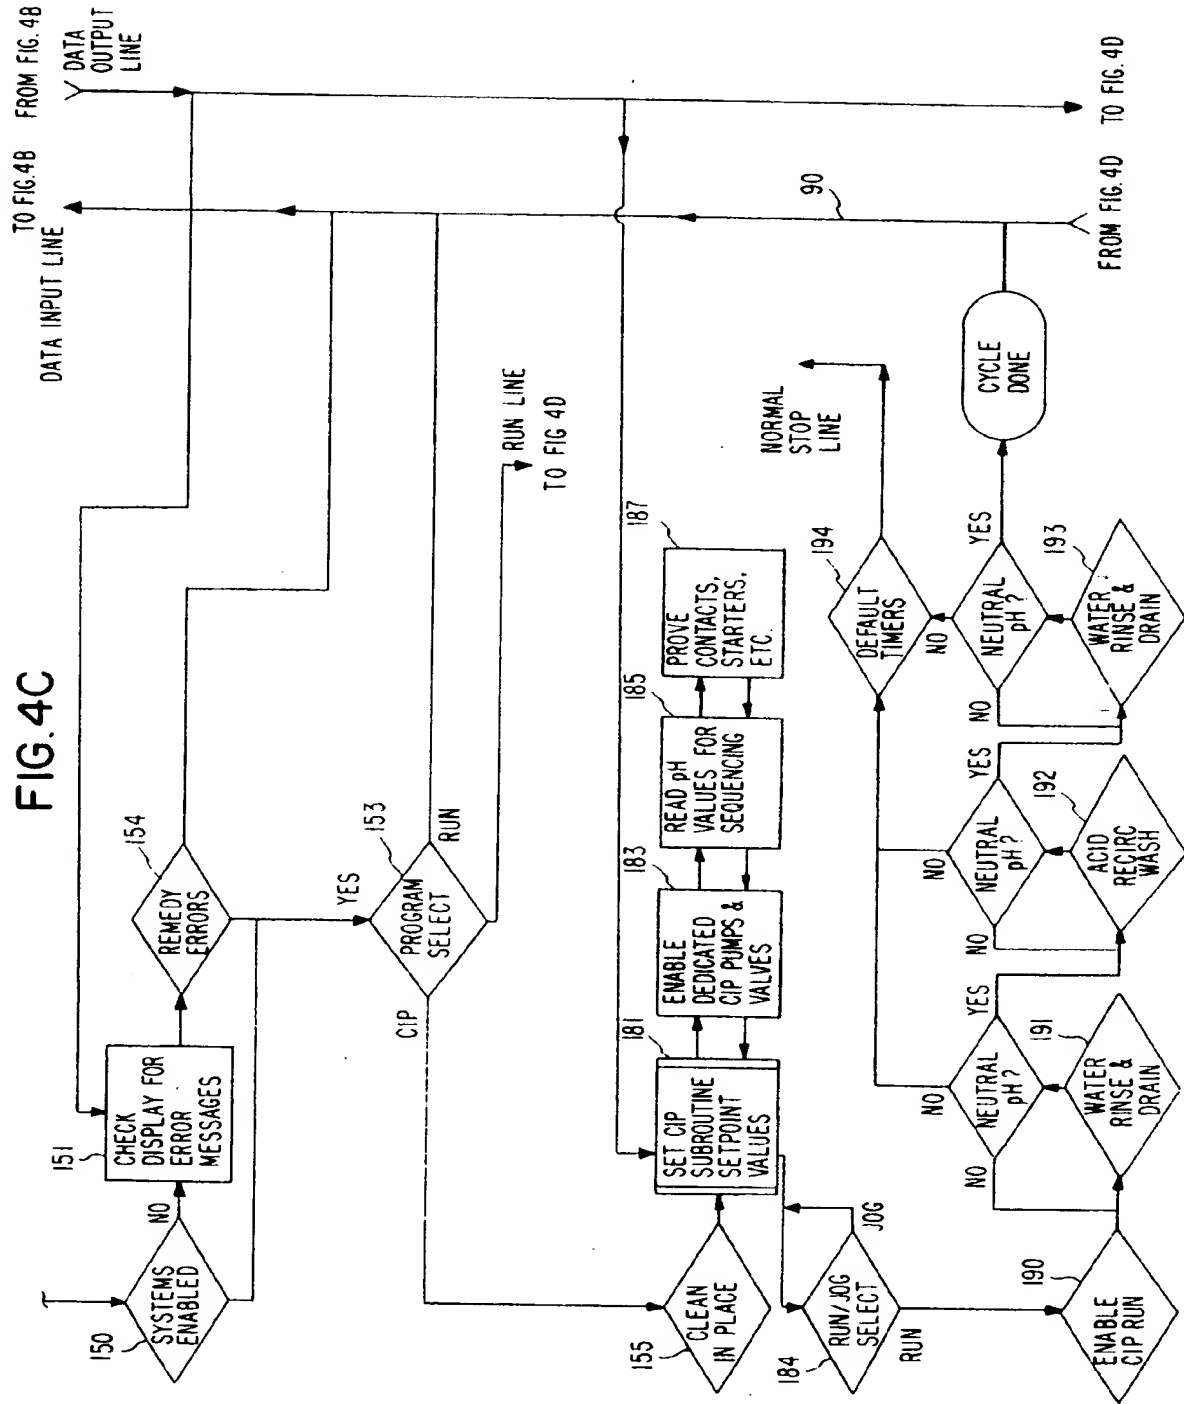 FIG. 4C
TO FIG. 4B
FROM FIG. 4B
DATA INPUT LINE
DATA
OUTPUT
LINE
150
SYSTEMS
ENABLED
NO
151
CHECK
DISPLAY FOR
ERROR
MESSAGES
154
REMEDY
ERRORS
YES
153
PROGRAM
SELECT
CIP
RUN
RUN LINE
TO FIG 4D
155
CLEAN
IN PLACE
181
SET CIP
SUBROUTINE
SETPOINT
VALUES
183
ENABLE
DEDICATED
CIP PUMPS &
VALVES
185
READ pH
VALUES FOR
SEQUENCING
187
PROVE
CONTACTS,
STARTERS,
ETC.
184
RUN/JOG
SELECT
JOG
RUN
190
ENABLE
CIP RUN
NO
NEUTRAL
pH?
NO
YES
191
WATER
RINSE &
DRAIN
NO
NEUTRAL
pH?
NO
YES
192
ACID
RECIRC
WASH
194
DEFAULT
TIMERS
NORMAL
STOP
LINE
NO
NO
NEUTRAL
pH?
YES
193
WATER
RINSE &
DRAIN
CYCLE
DONE
90
FROM FIG. 4D
TO FIG. 4D